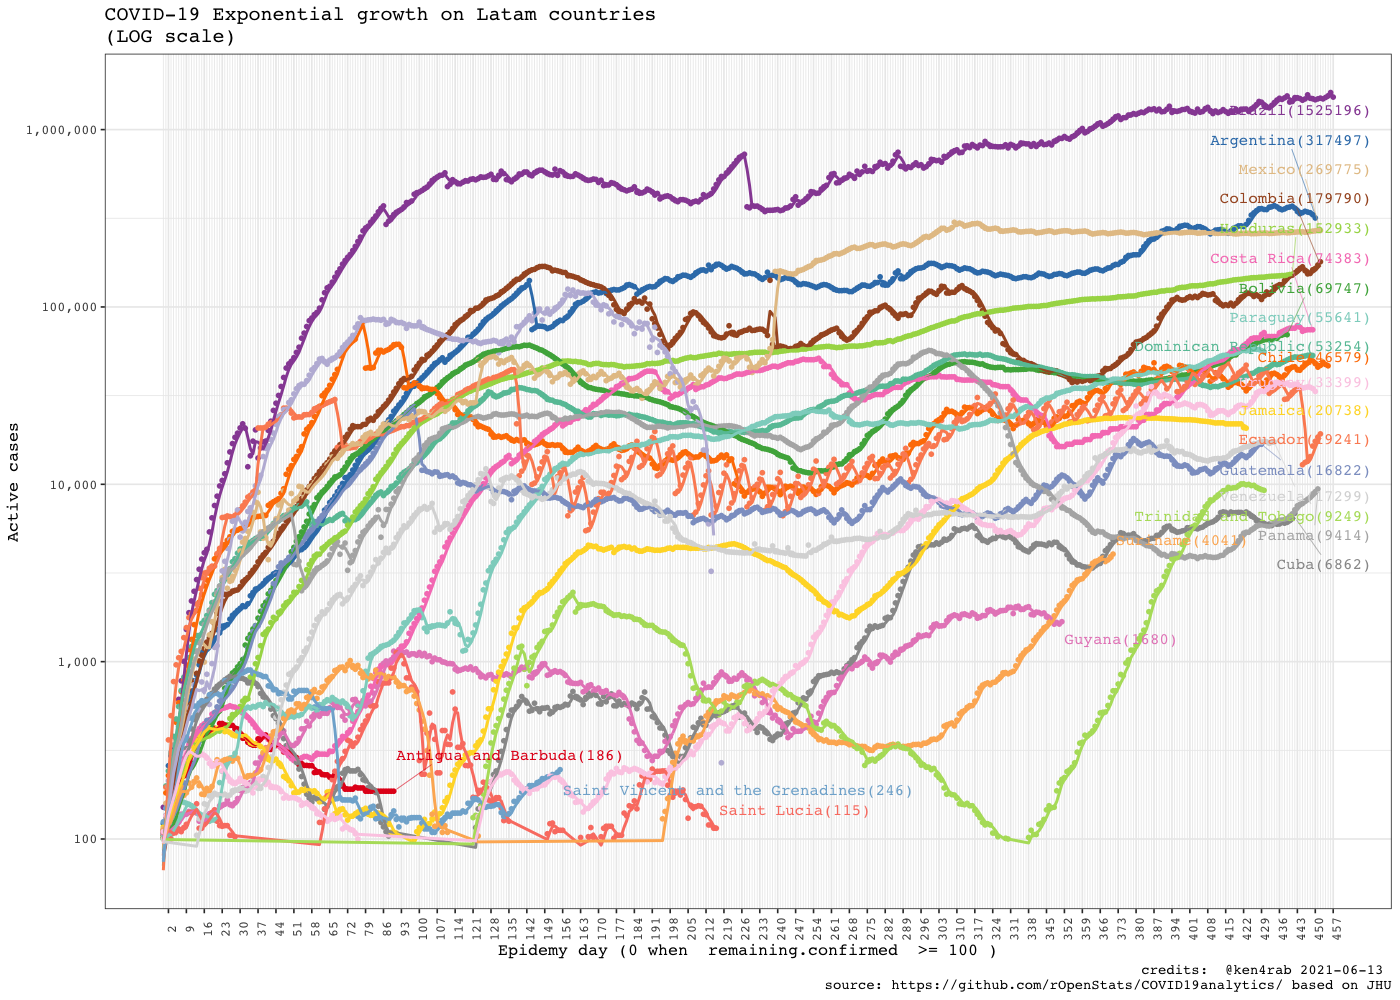 COVID-19 Exponential growth on Latam countries
(LOG scale)
Active cases
1,000,000
100,000
10,000
1,000
100
Brazil(1525196)
Argentina(317497)
Mexico(269775)
Colombia(179790)
Honduras(152933)
Costa Rica(74383)
Bolivia(69747)
Paraguay(55641)
Dominican Republic(53254)
Chile(46579)
Uruguay(33399)
Jamaica(20738)
Ecuador(19241)
Guatemala(16822)
Venezuela(17299)
Trinidad and Tobago(9249)
Panama(9414)
Suriname(4041)
Cuba(6862)
Guyana(1680)
Antigua and Barbuda(186)
Saint Vincent and the Grenadines(246)
Saint Lucia(115)
2 9 16 23 30 37 44 51 58 65 72 79 86 93 100 107 114 121 128 135 142 149 156 163 170 177 184 191 198 205 212 219 226 233 240 247 254 261 268 275 282 289 296 303 310 317 324 331 338 345 352 359 366 373 380 387 394 401 408 415 422 429 436 443 450 457
Epidemy day (0 when  remaining.confirmed  >= 100 )
credits:  @ken4rab 2021-06-13
source: https://github.com/rOpenStats/COVID19analytics/ based on JHU